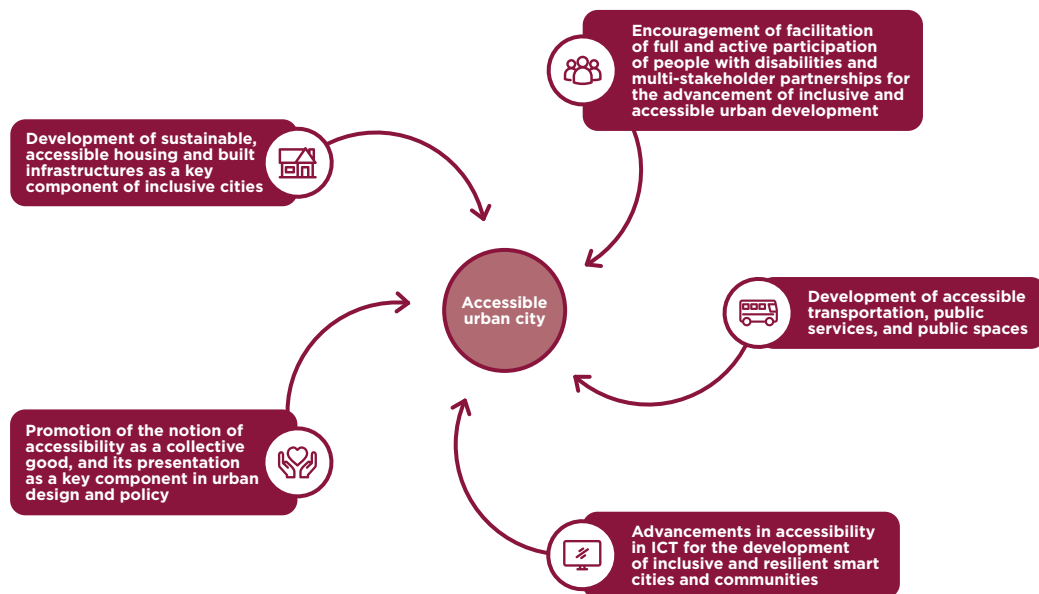 Encouragement of facilitation
of full and active participation
of people with disabilities and
multi-stakeholder partnerships for
the advancement of inclusive and
accessible urban development
Development of sustainable,
accessible housing and built
infrastructures as a key
component of inclusive cities
Accessible
urban city
Development of accessible
transportation, public
services, and public spaces
Promotion of the notion of
accessibility as a collective
good, and its presentation
as a key component in urban
design and policy
Advancements in accessibility
in ICT for the development
of inclusive and resilient smart
cities and communities